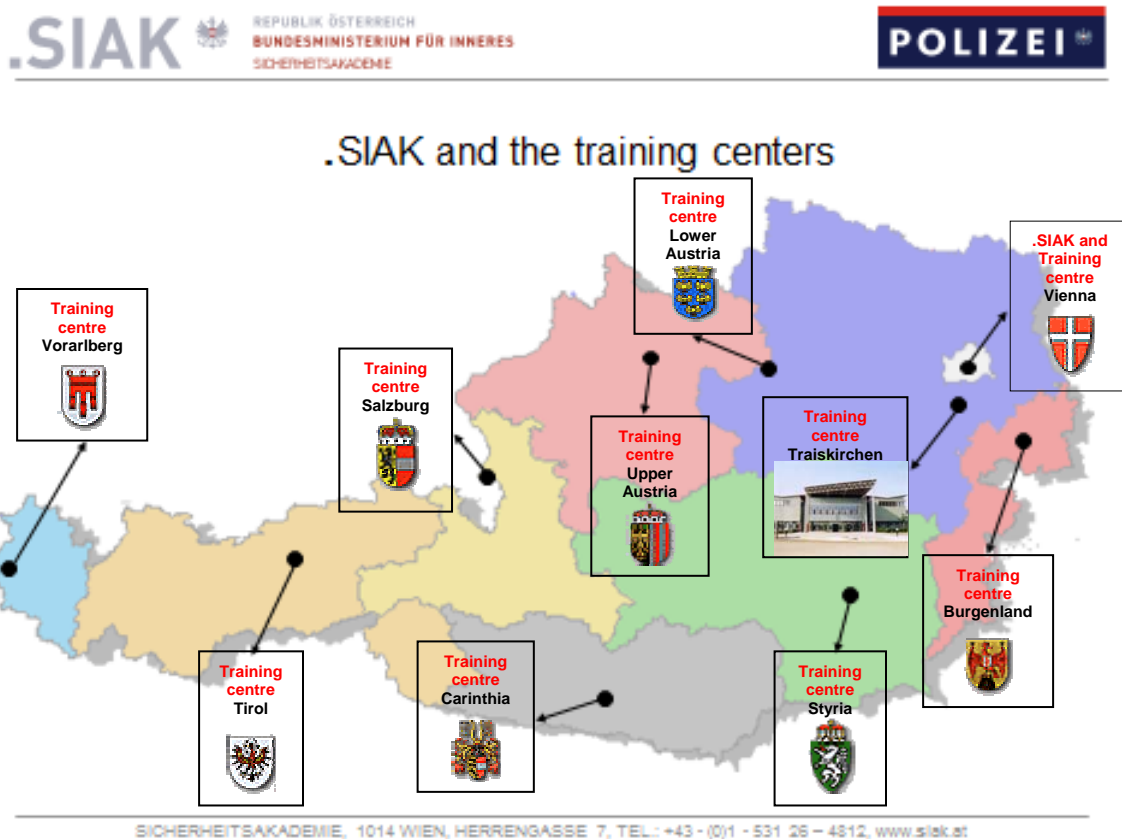 .SIAK
REPUBLIK ÖSTERREICH
BUNDESMINISTERIUM FÜR INNERES
SICHERHEITSAKADEMIE
POLIZEI
.SIAK and the training centers
Training
centre
Lower
Austria
.SIAK and
Training
centre
Vienna
Training
centre
Vorarlberg
Training
centre
Salzburg
Training
centre
Upper
Austria
Training
centre
Traiskirchen
Training
centre
Burgenland
Training
centre
Tirol
Training
centre
Carinthia
Training
centre
Styria
SICHERHEITSAKADEMIE, 1014 WIEN, HERRENGASSE 7, TEL.: +43 - (0)1 - 531 26 – 4812, www.siak.at